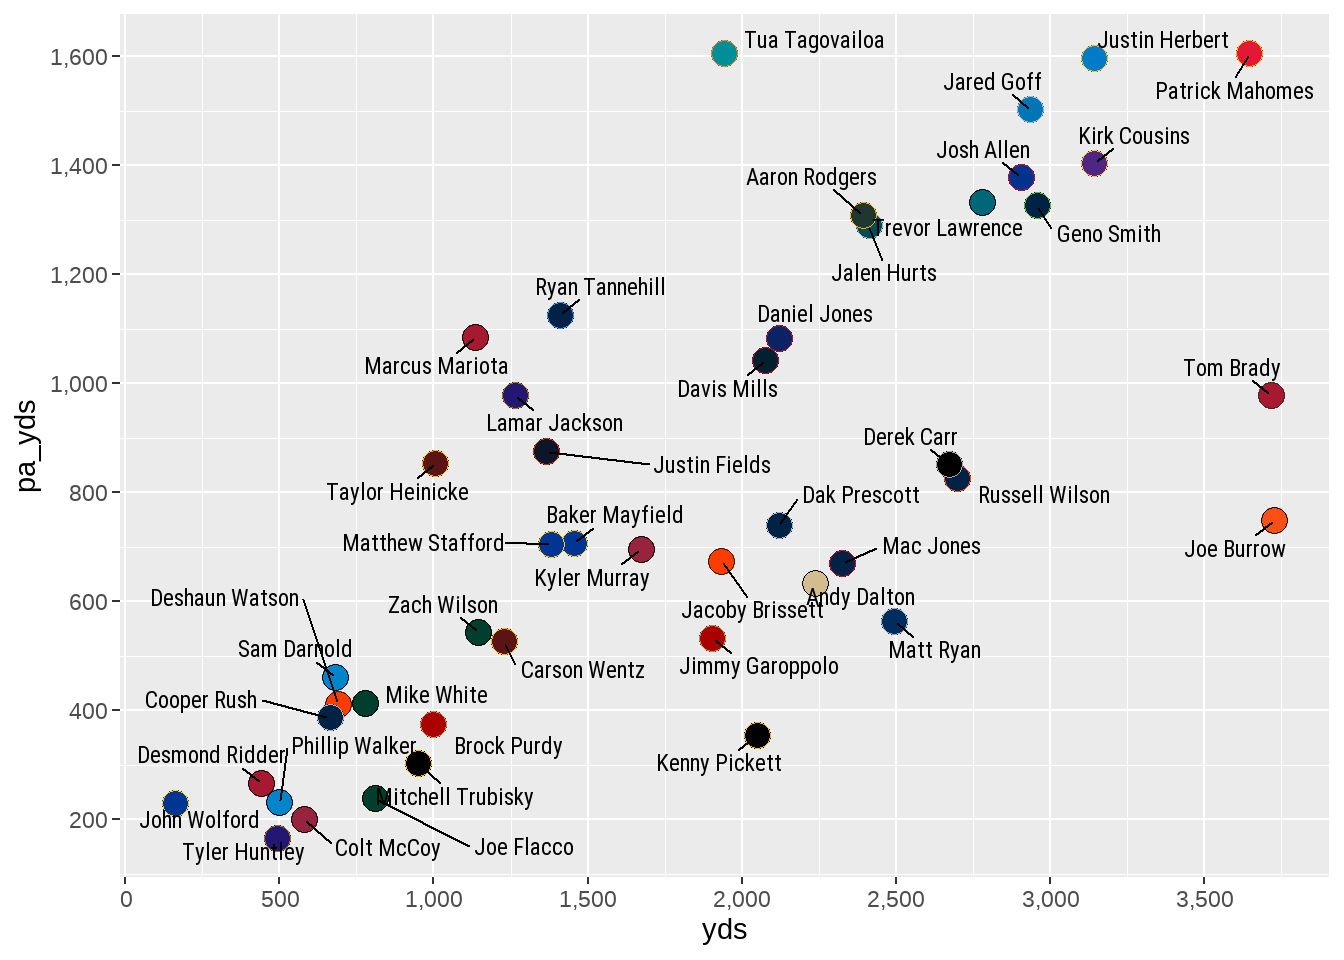 1,600
1,400
1,200
1,000
800
600
400
200
pa_yds
Tua Tagovailoa
Justin Herbert
Jared Goff
Patrick Mahomes
Kirk Cousins
Josh Allen
Aaron Rodgers
Trevor Lawrence
Geno Smith
Jalen Hurts
Ryan Tannehill
Daniel Jones
Marcus Mariota
Tom Brady
Davis Mills
Lamar Jackson
Derek Carr
Justin Fields
Taylor Heinicke
Dak Prescott
Russell Wilson
Baker Mayfield
Matthew Stafford
Mac Jones
Joe Burrow
Kyler Murray
Deshaun Watson
Andy Dalton
Zach Wilson
Jacoby Brissett
Sam Darnold
Matt Ryan
Carson Wentz
Jimmy Garoppolo
Cooper Rush
Mike White
Phillip Walker
Brock Purdy
Desmond Ridder
Kenny Pickett
Mitchell Trubisky
John Wolford
Tyler Huntley
Colt McCoy
Joe Flacco
0
500
1,000
1,500
2,000
2,500
3,000
3,500
yds